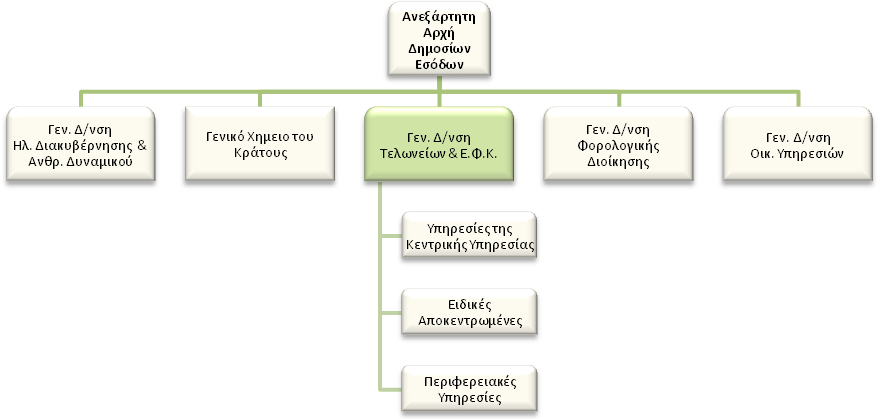 Ανεξάρτητη
Αρχή
Δημοσίων
Εσόδων
Γεν. Δ/νση
Ηλ. Διακυβέρνησης &
Ανθρ. Δυναμικού
Γενικό Χημειο του
Κράτους
Γεν. Δ/νση
Τελωνείων & Ε.Φ.Κ.
Γεν. Δ/νση
Φορολογικής
Διοίκησης
Γεν. Δ/νση
Οικ. Υπηρεσιών
Υπηρεσίες της
Κεντρικής Υπηρεσίας
Ειδικές
Αποκεντρωμένες
Περιφερειακές
Υπηρεσίες